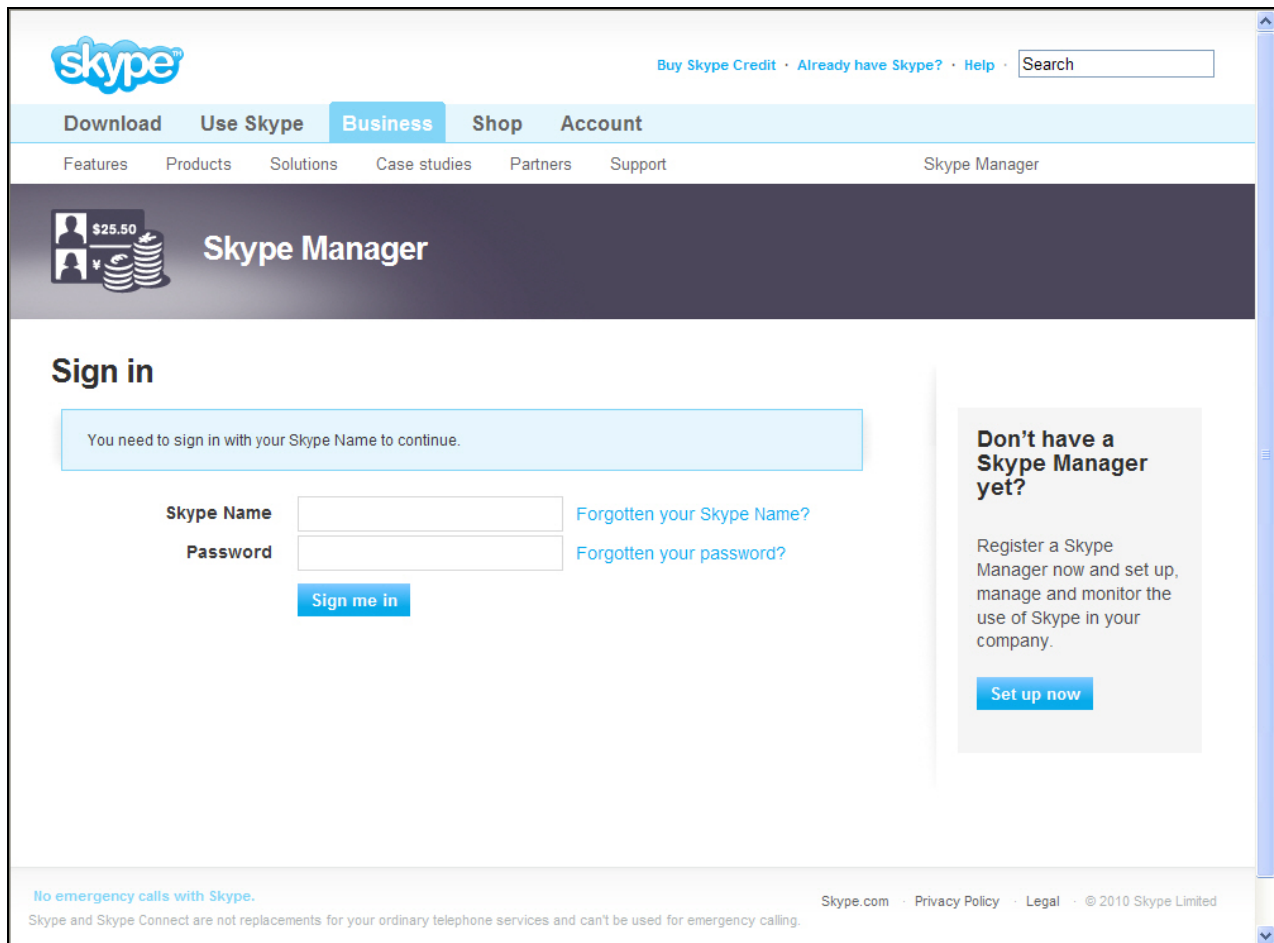 skype™
Buy Skype Credit · Already have Skype? · Help · Search
Download Use Skype Business Shop Account
Features Products Solutions Case studies Partners Support Skype Manager
$25.50
¥ €
Skype Manager
Sign in
You need to sign in with your Skype Name to continue.
Skype Name Forgotten your Skype Name?
Password Forgotten your password?
Sign me in
Don't have a
Skype Manager
yet?
Register a Skype
Manager now and set up,
manage and monitor the
use of Skype in your
company.
Set up now
No emergency calls with Skype.
Skype and Skype Connect are not replacements for your ordinary telephone services and can't be used for emergency calling.
Skype.com · Privacy Policy · Legal · © 2010 Skype Limited